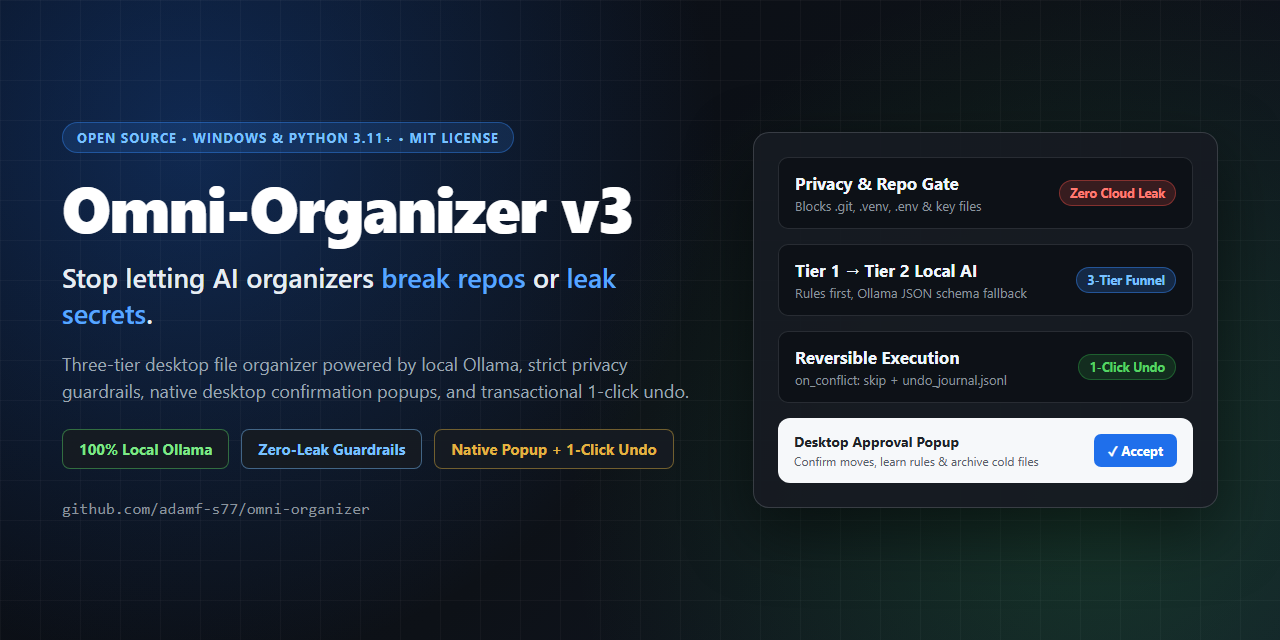 OPEN SOURCE • WINDOWS & PYTHON 3.11+ • MIT LICENSE
Omni-Organizer v3
Stop letting AI organizers break repos or leak
secrets.
Three-tier desktop file organizer powered by local Ollama, strict privacy
guardrails, native desktop confirmation popups, and transactional 1-click undo.
100% Local Ollama
Zero-Leak Guardrails
Native Popup + 1-Click Undo
github.com/adamf-s77/omni-organizer
Privacy & Repo Gate
Blocks .git, .venv, .env & key files
Zero Cloud Leak
Tier 1 → Tier 2 Local AI
Rules first, Ollama JSON schema fallback
3-Tier Funnel
Reversible Execution
on_conflict: skip + undo_journal.jsonl
1-Click Undo
Desktop Approval Popup
Confirm moves, learn rules & archive cold files
✓ Accept